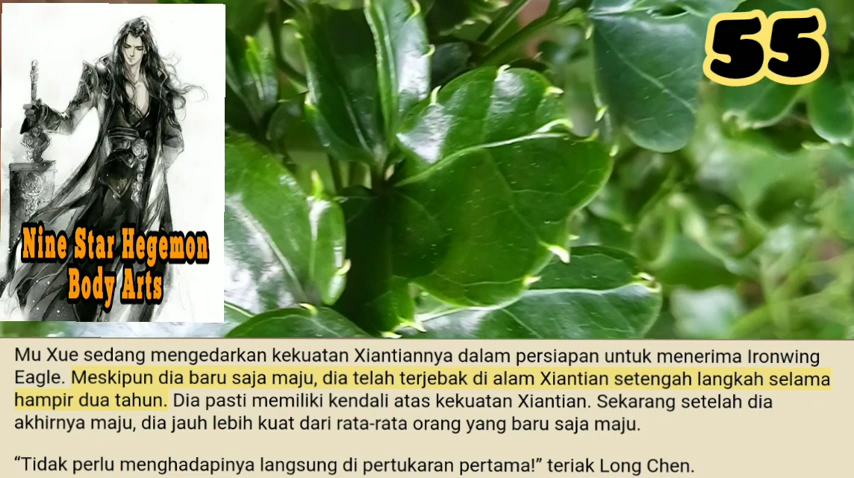 55
Nine Star Hegemon
Body Arts
Mu Xue sedang mengedarkan kekuatan Xiantiannya dalam persiapan untuk menerima Ironwing
Eagle. Meskipun dia baru saja maju, dia telah terjebak di alam Xiantian setengah langkah selama
hampir dua tahun. Dia pasti memiliki kendali atas kekuatan Xiantian. Sekarang setelah dia
akhirnya maju, dia jauh lebih kuat dari rata-rata orang yang baru saja maju.
“Tidak perlu menghadapinya langsung di pertukaran pertama!” teriak Long Chen.